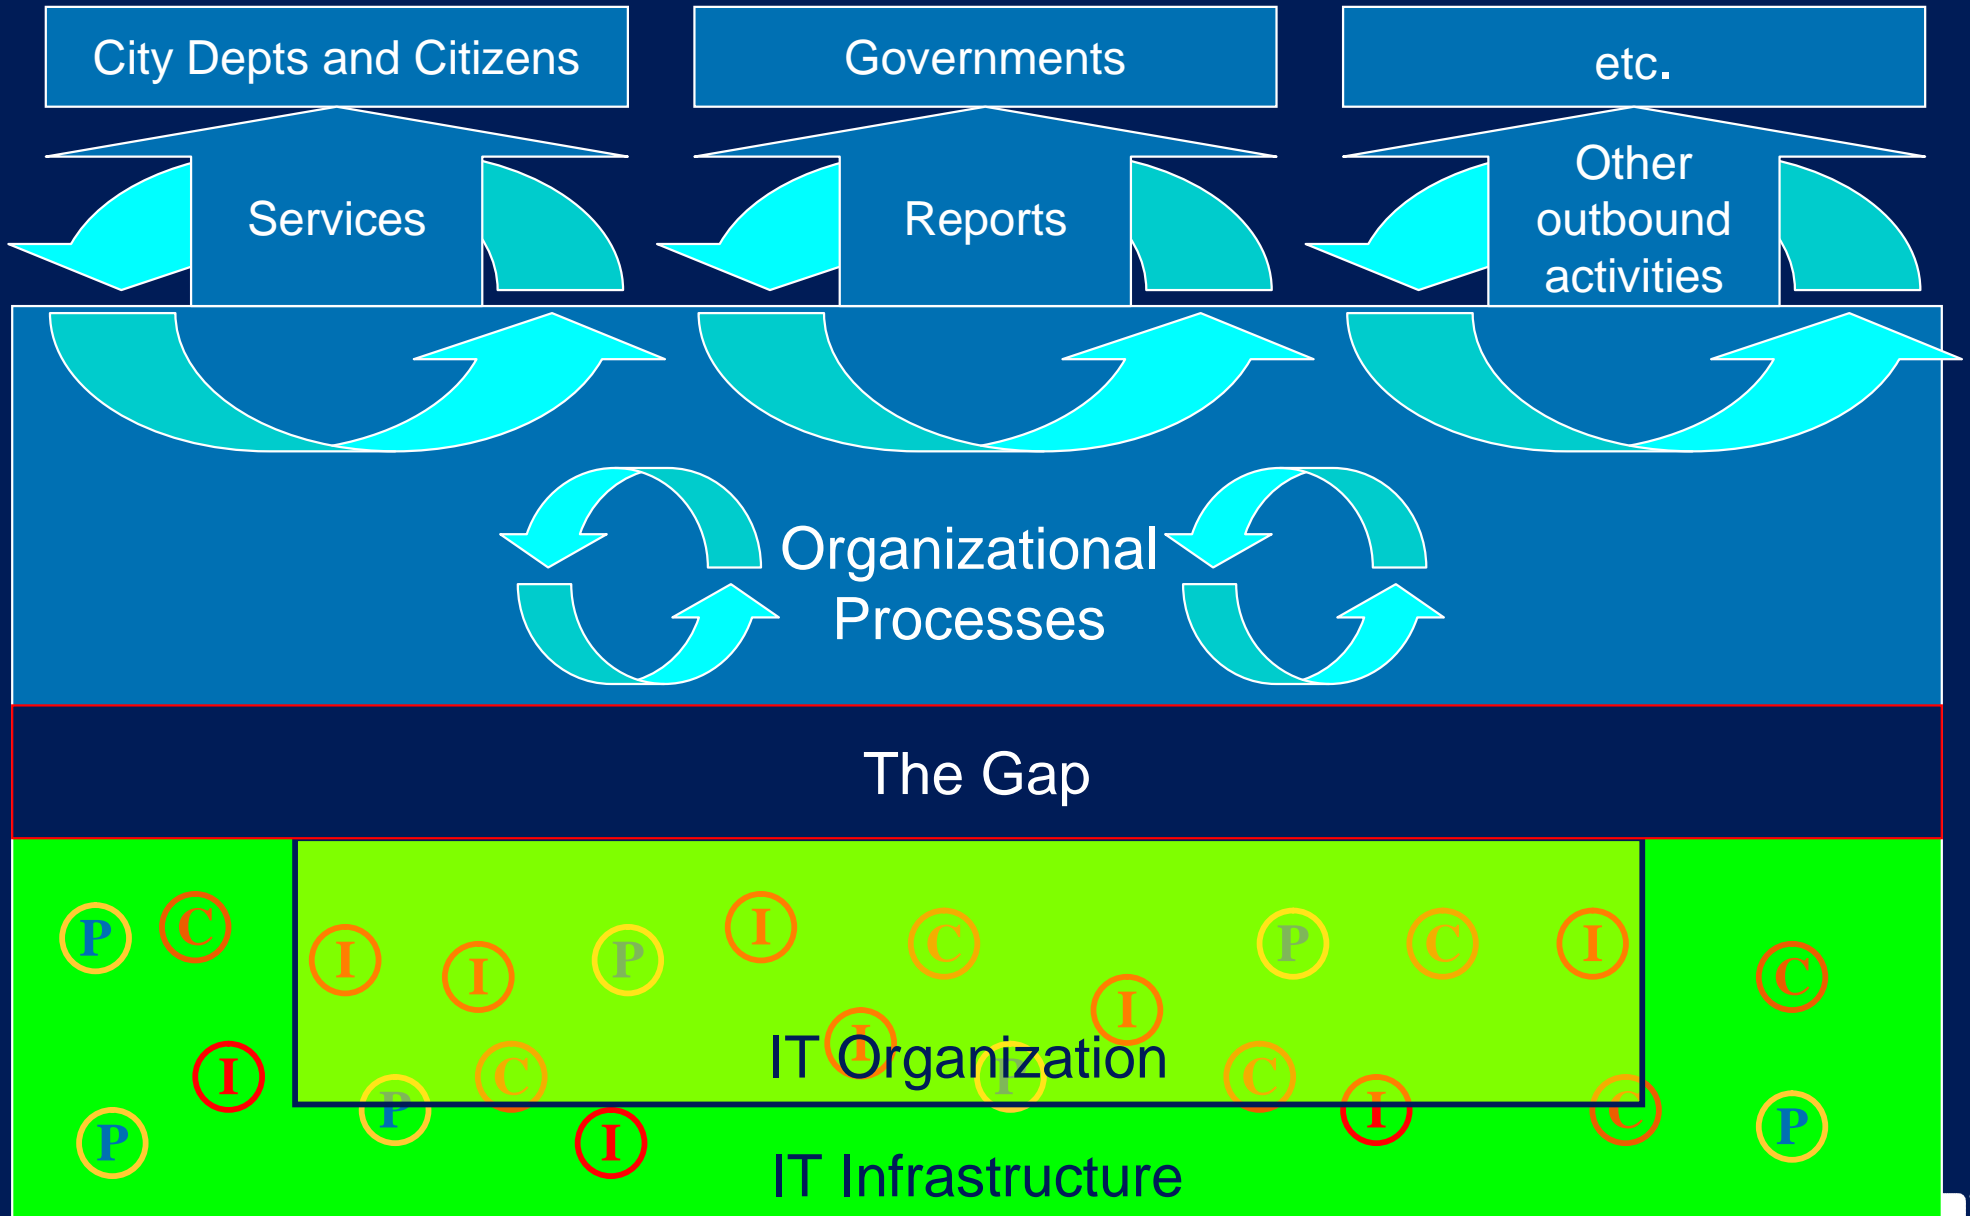 City Depts and Citizens
Governments
etc.
Services
Reports
Other
outbound
activities
Organizational
Processes
The Gap
P
C
I
I
P
I
C
P
C
I
C
I
I
I
C
P
C
P
I
C
P
P
I
IT Organization
IT Infrastructure